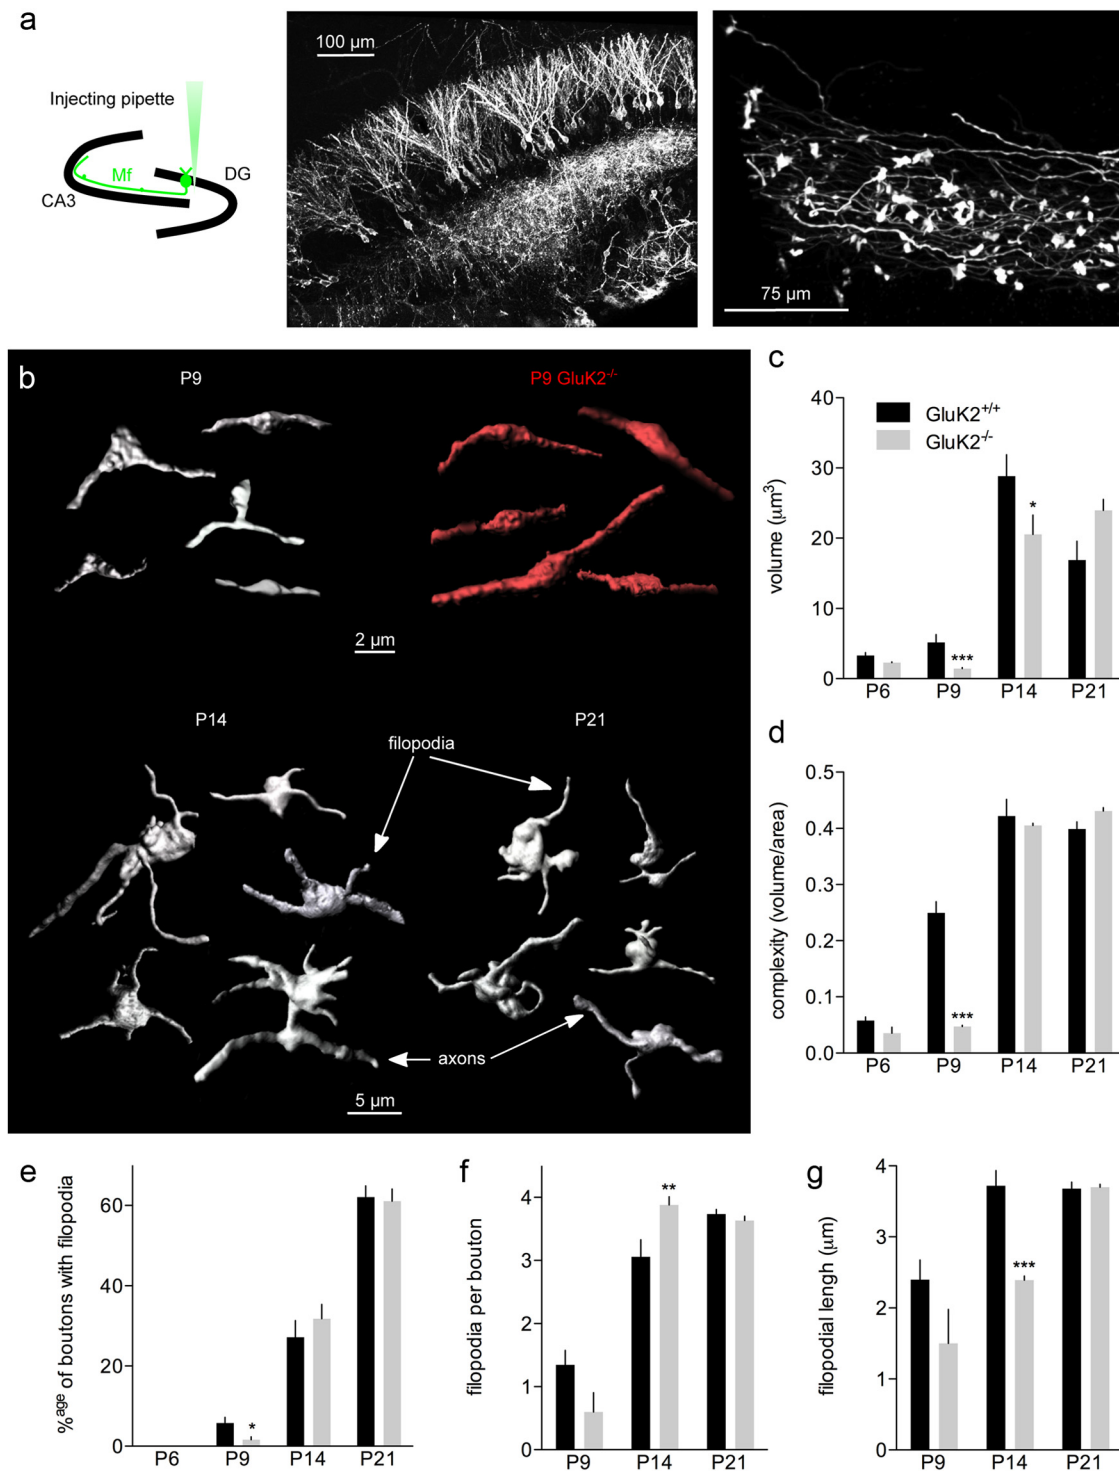 a
Injecting pipette
Mf
DG
CA3
100 µm
75 µm
b
P9
P9 GluK2-/-
2 µm
P14
P21
filopodia
axons
5 µm
c
GluK2+/+
GluK2-/-
volume (µm3)
40
30
20
10
0
*
***
P6 P9 P14 P21
d
complexity (volume/area)
0.5
0.4
0.3
0.2
0.1
0.0
***
P6 P9 P14 P21
e
%age of boutons with filopodia
60
40
20
0
*
P6 P9 P14 P21
f
filopodia per bouton
4
3
2
1
0
**
P9 P14 P21
g
filopodial lengh (µm)
4
3
2
1
0
***
P9 P14 P21